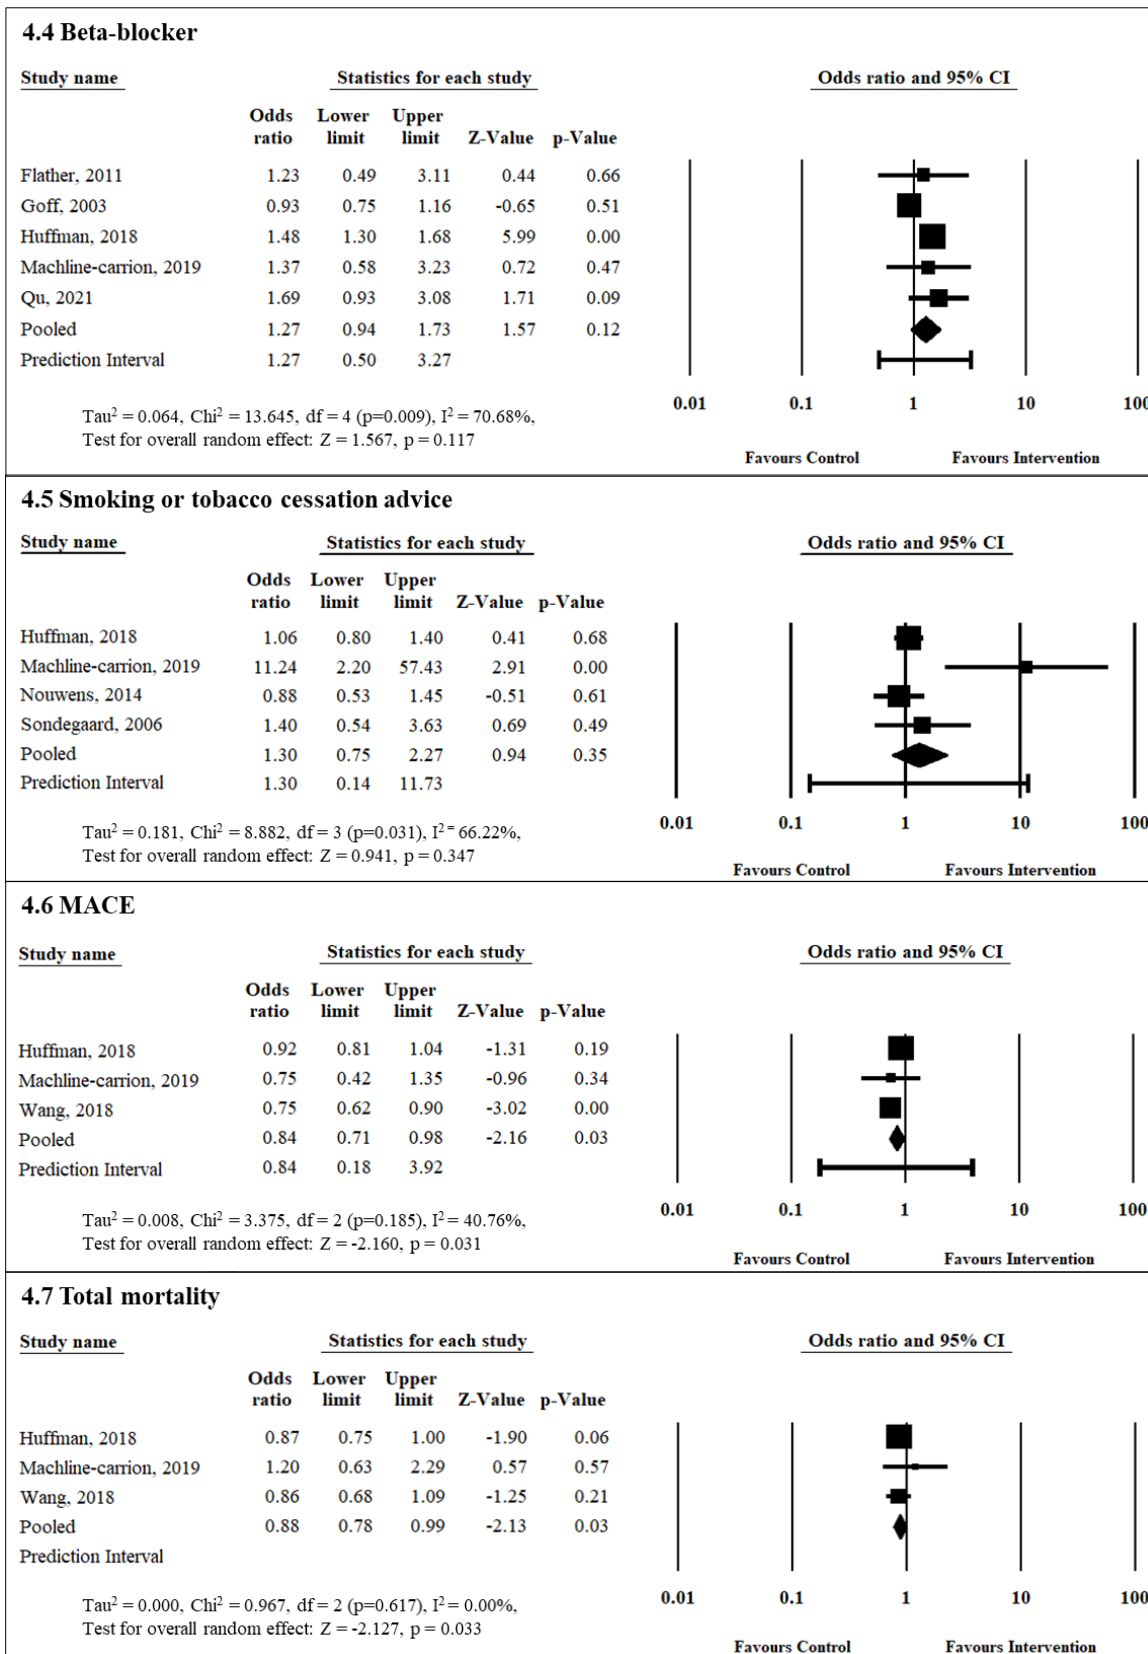 4.4 Beta-blocker
Study name Statistics for each study Odds ratio and 95% CI
Odds Lower Upper
ratio limit limit Z-Value p-Value
Flather, 2011 1.23 0.49 3.11 0.44 0.66
Goff, 2003 0.93 0.75 1.16 -0.65 0.51
Huffman, 2018 1.48 1.30 1.68 5.99 0.00
Machline-carrion, 2019 1.37 0.58 3.23 0.72 0.47
Qu, 2021 1.69 0.93 3.08 1.71 0.09
Pooled 1.27 0.94 1.73 1.57 0.12
Prediction Interval 1.27 0.50 3.27
0.01 0.1 1 10 100
Tau² = 0.064, Chi² = 13.645, df = 4 (p=0.009), I² = 70.68%,
Test for overall random effect: Z = 1.567, p = 0.117
Favours Control Favours Intervention
4.5 Smoking or tobacco cessation advice
Study name Statistics for each study Odds ratio and 95% CI
Odds Lower Upper
ratio limit limit Z-Value p-Value
Huffman, 2018 1.06 0.80 1.40 0.41 0.68
Machline-carrion, 2019 11.24 2.20 57.43 2.91 0.00
Nouwens, 2014 0.88 0.53 1.45 -0.51 0.61
Sondegaard, 2006 1.40 0.54 3.63 0.69 0.49
Pooled 1.30 0.75 2.27 0.94 0.35
Prediction Interval 1.30 0.14 11.73
0.01 0.1 1 10 100
Tau² = 0.181, Chi² = 8.882, df = 3 (p=0.031), I² = 66.22%,
Test for overall random effect: Z = 0.941, p = 0.347
Favours Control Favours Intervention
4.6 MACE
Study name Statistics for each study Odds ratio and 95% CI
Odds Lower Upper
ratio limit limit Z-Value p-Value
Huffman, 2018 0.92 0.81 1.04 -1.31 0.19
Machline-carrion, 2019 0.75 0.42 1.35 -0.96 0.34
Wang, 2018 0.75 0.62 0.90 -3.02 0.00
Pooled 0.84 0.71 0.98 -2.16 0.03
Prediction Interval 0.84 0.18 3.92
0.01 0.1 1 10 100
Tau² = 0.008, Chi² = 3.375, df = 2 (p=0.185), I² = 40.76%,
Test for overall random effect: Z = -2.160, p = 0.031
Favours Control Favours Intervention
4.7 Total mortality
Study name Statistics for each study Odds ratio and 95% CI
Odds Lower Upper
ratio limit limit Z-Value p-Value
Huffman, 2018 0.87 0.75 1.00 -1.90 0.06
Machline-carrion, 2019 1.20 0.63 2.29 0.57 0.57
Wang, 2018 0.86 0.68 1.09 -1.25 0.21
Pooled 0.88 0.78 0.99 -2.13 0.03
Prediction Interval
0.01 0.1 1 10 100
Tau² = 0.000, Chi² = 0.967, df = 2 (p=0.617), I² = 0.00%,
Test for overall random effect: Z = -2.127, p = 0.033
Favours Control Favours Intervention